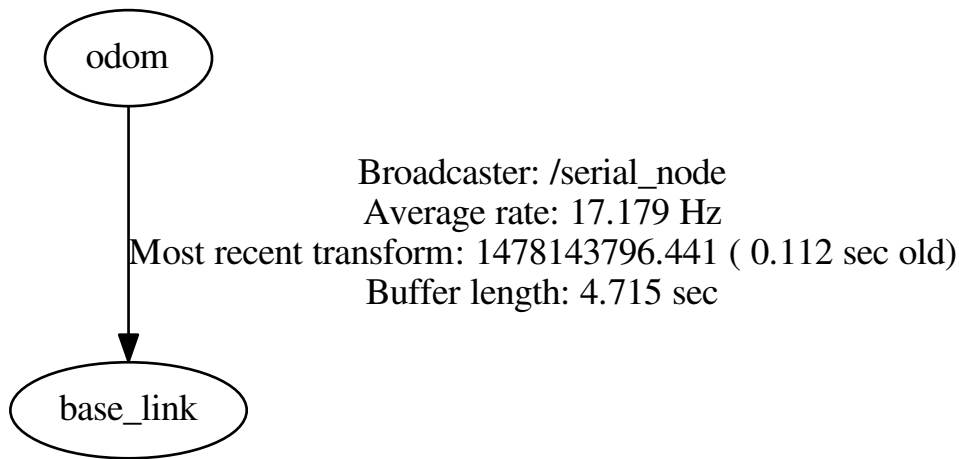 odom
Broadcaster: /serial_node
Average rate: 17.179 Hz
Most recent transform: 1478143796.441 ( 0.112 sec old)
Buffer length: 4.715 sec
base_link